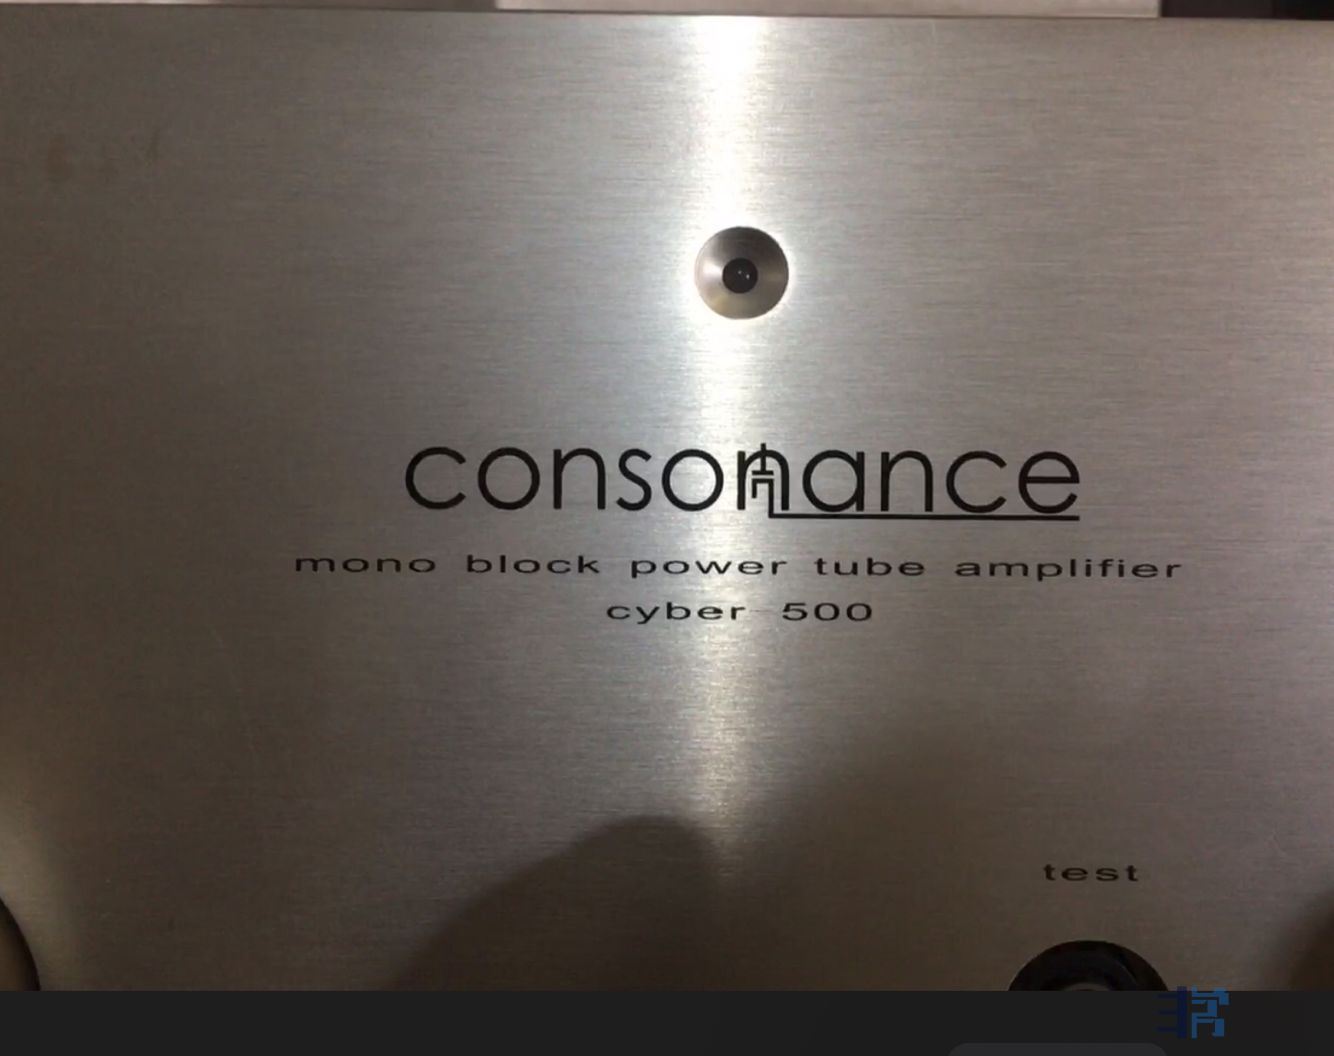 consonance
mono block power tube amplifier
cyber 500
test